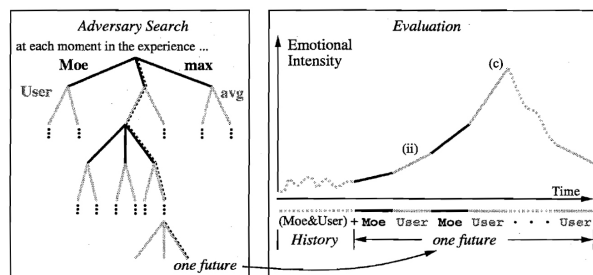 Adversary Search
at each moment in the experience ...
Moe max
User avg
one future
Evaluation
Emotional
Intensity
(c)
(ii)
Time
(Moe&User) + Moe User Moe User · · · User
History one future